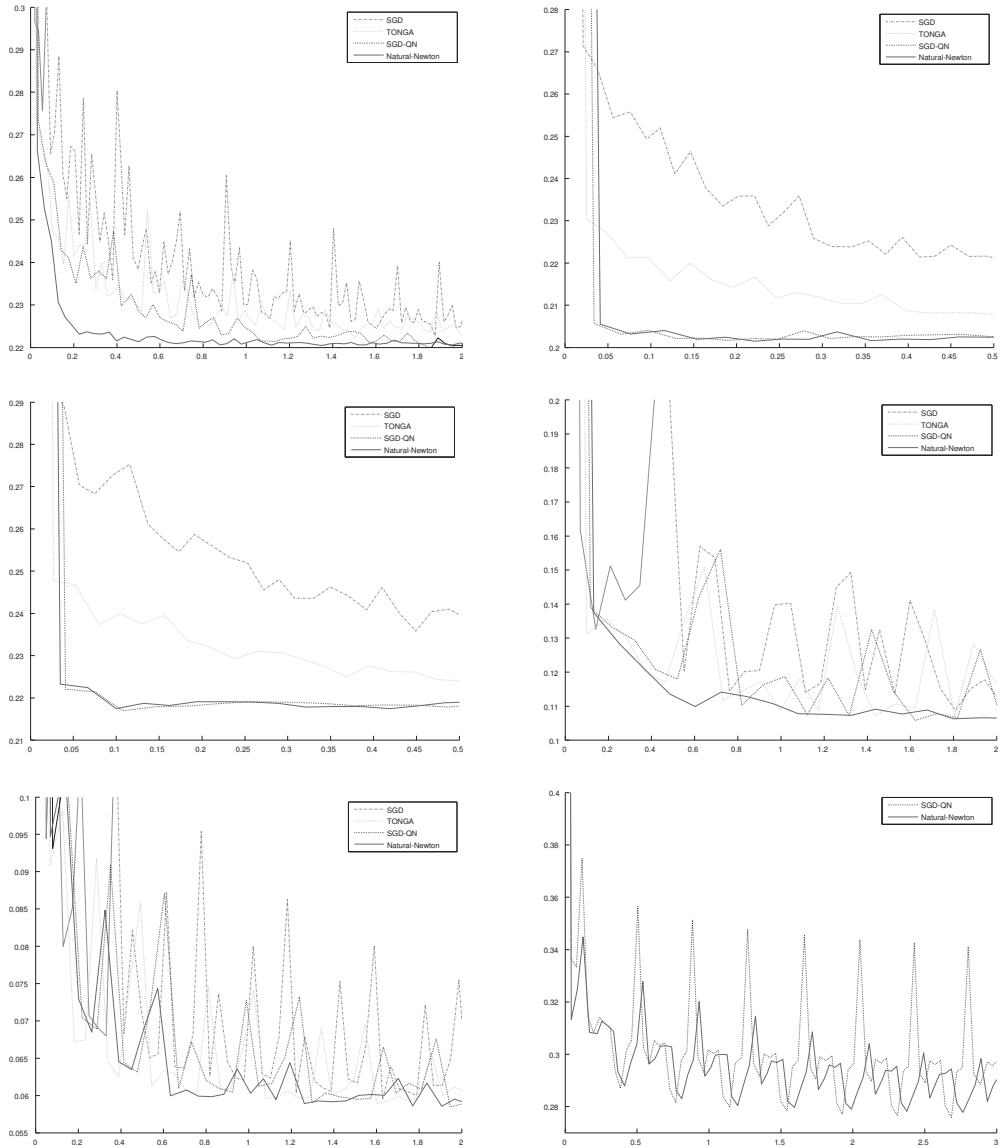 0.3
0.29
0.28
0.27
0.26
0.25
0.24
0.23
0.22
0 0.2 0.4 0.6 0.8 1 1.2 1.4 1.6 1.8 2
SGD
TONGA
SGD-QN
Natural-Newton
0.28
0.27
0.26
0.25
0.24
0.23
0.22
0.21
0.2
0 0.05 0.1 0.15 0.2 0.25 0.3 0.35 0.4 0.45 0.5
SGD
TONGA
SGD-QN
Natural-Newton
0.29
0.28
0.27
0.26
0.25
0.24
0.23
0.22
0.21
0 0.05 0.1 0.15 0.2 0.25 0.3 0.35 0.4 0.45 0.5
SGD
TONGA
SGD-QN
Natural-Newton
0.2
0.19
0.18
0.17
0.16
0.15
0.14
0.13
0.12
0.11
0.1
0 0.2 0.4 0.6 0.8 1 1.2 1.4 1.6 1.8 2
SGD
TONGA
SGD-QN
Natural-Newton
0.1
0.095
0.09
0.085
0.08
0.075
0.07
0.065
0.06
0.055
0 0.2 0.4 0.6 0.8 1 1.2 1.4 1.6 1.8 2
SGD
TONGA
SGD-QN
Natural-Newton
0.4
0.38
0.36
0.34
0.32
0.3
0.28
0 0.5 1 1.5 2 2.5 3
SGD-QN
Natural-Newton